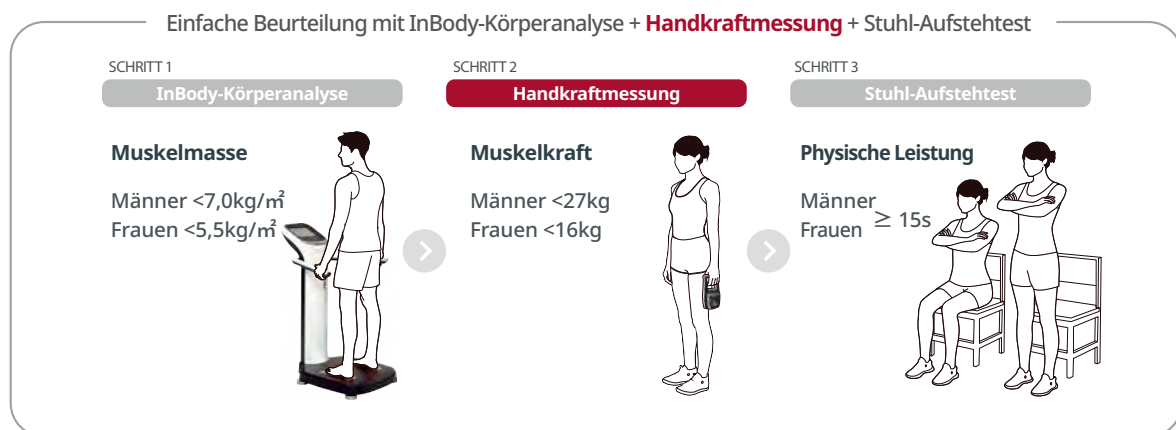 Einfache Beurteilung mit InBody-Körperanalyse + Handkraftmessung + Stuhl-Aufstehtest
SCHRITT 1
InBody-Körperanalyse
Muskelmasse
Männer <7,0kg/㎡
Frauen <5,5kg/㎡
SCHRITT 2
Handkraftmessung
Muskelkraft
Männer <27kg
Frauen <16kg
SCHRITT 3
Stuhl-Aufstehtest
Physische Leistung
Männer
Frauen
≥ 15s